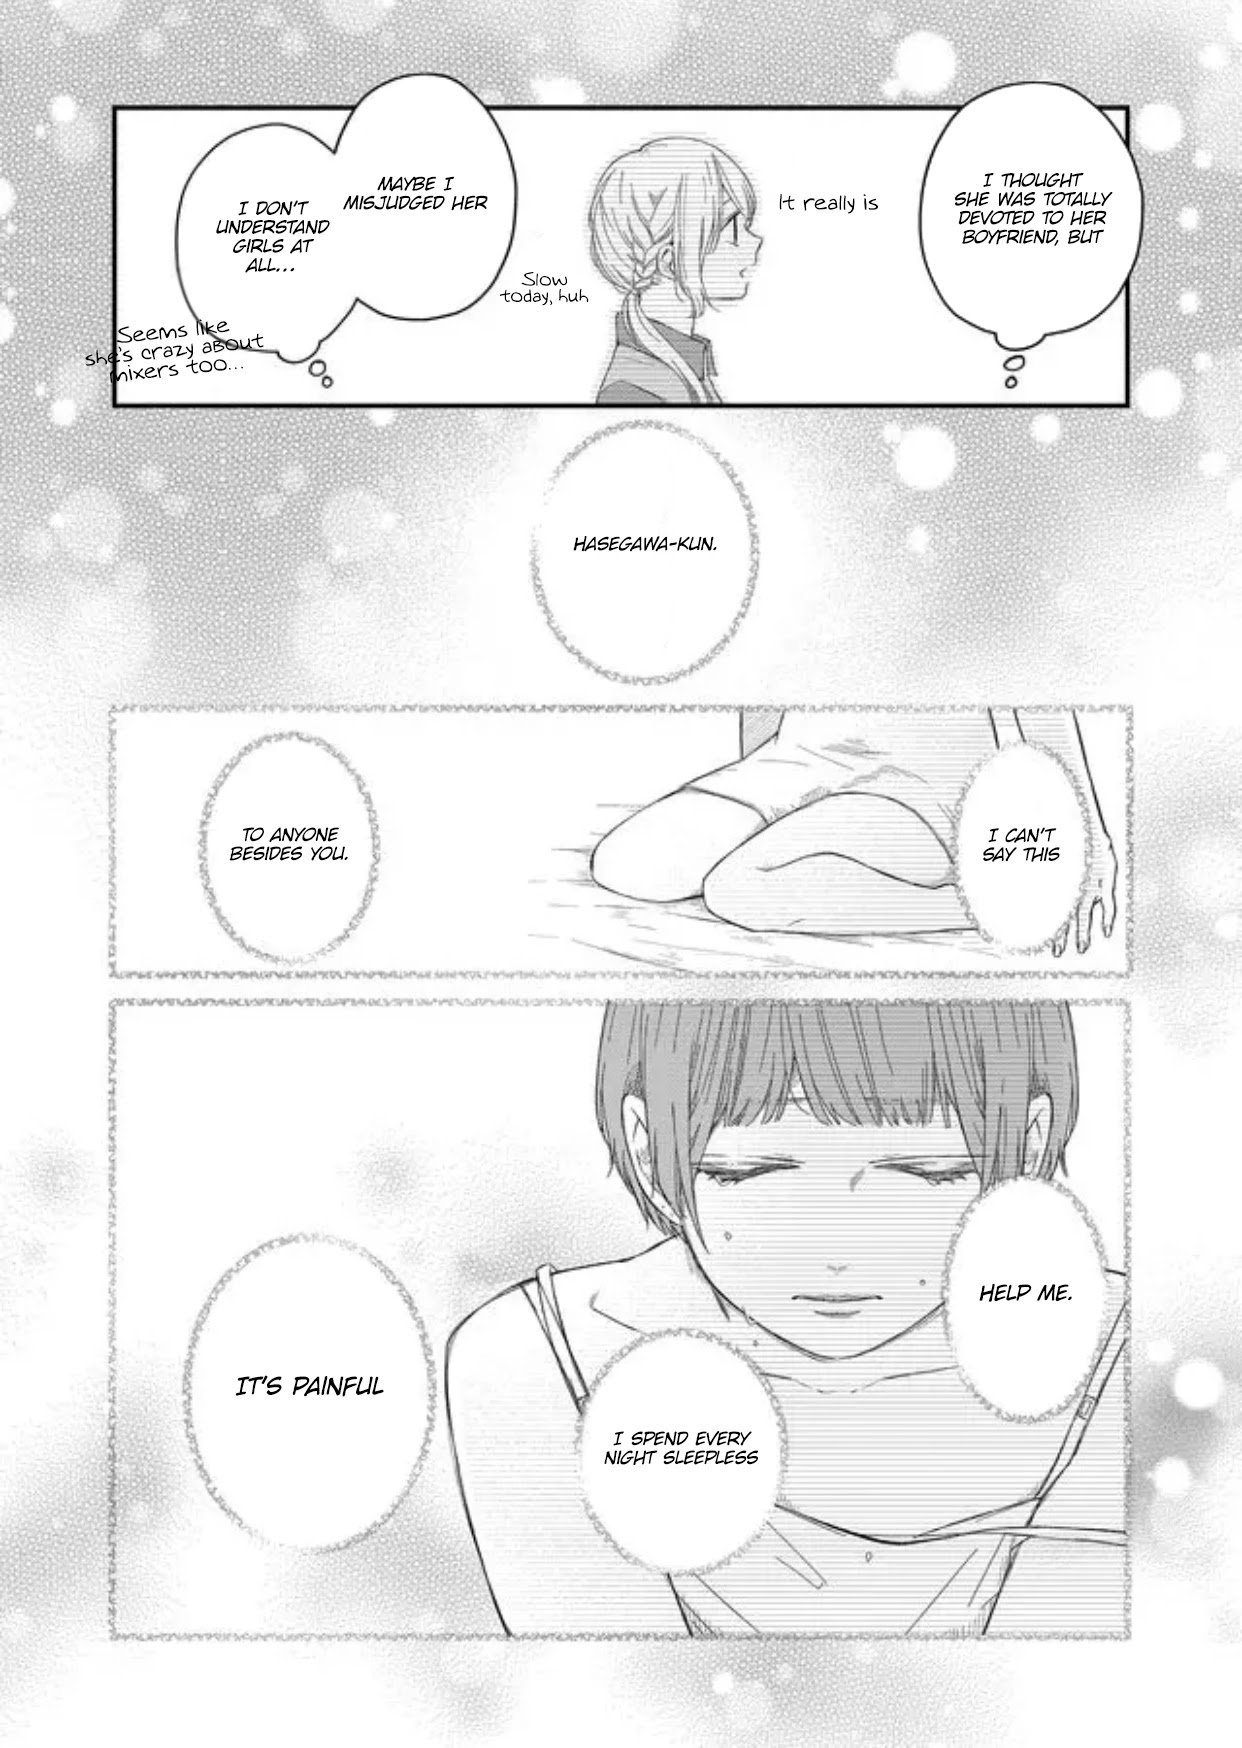 I THOUGHT
SHE WAS TOTALLY
DEVOTED TO HER
BOYFRIEND, BUT
It really is
Slow
today, huh
MAYBE I
MISJUDGED HER
I DON'T
UNDERSTAND
GIRLS AT
ALL...
Seems like
she's crazy about
mixers too...
HASEGAWA-KUN.
I CAN'T
SAY THIS
TO ANYONE
BESIDES YOU.
HELP ME.
I SPEND EVERY
NIGHT SLEEPLESS
IT'S PAINFUL